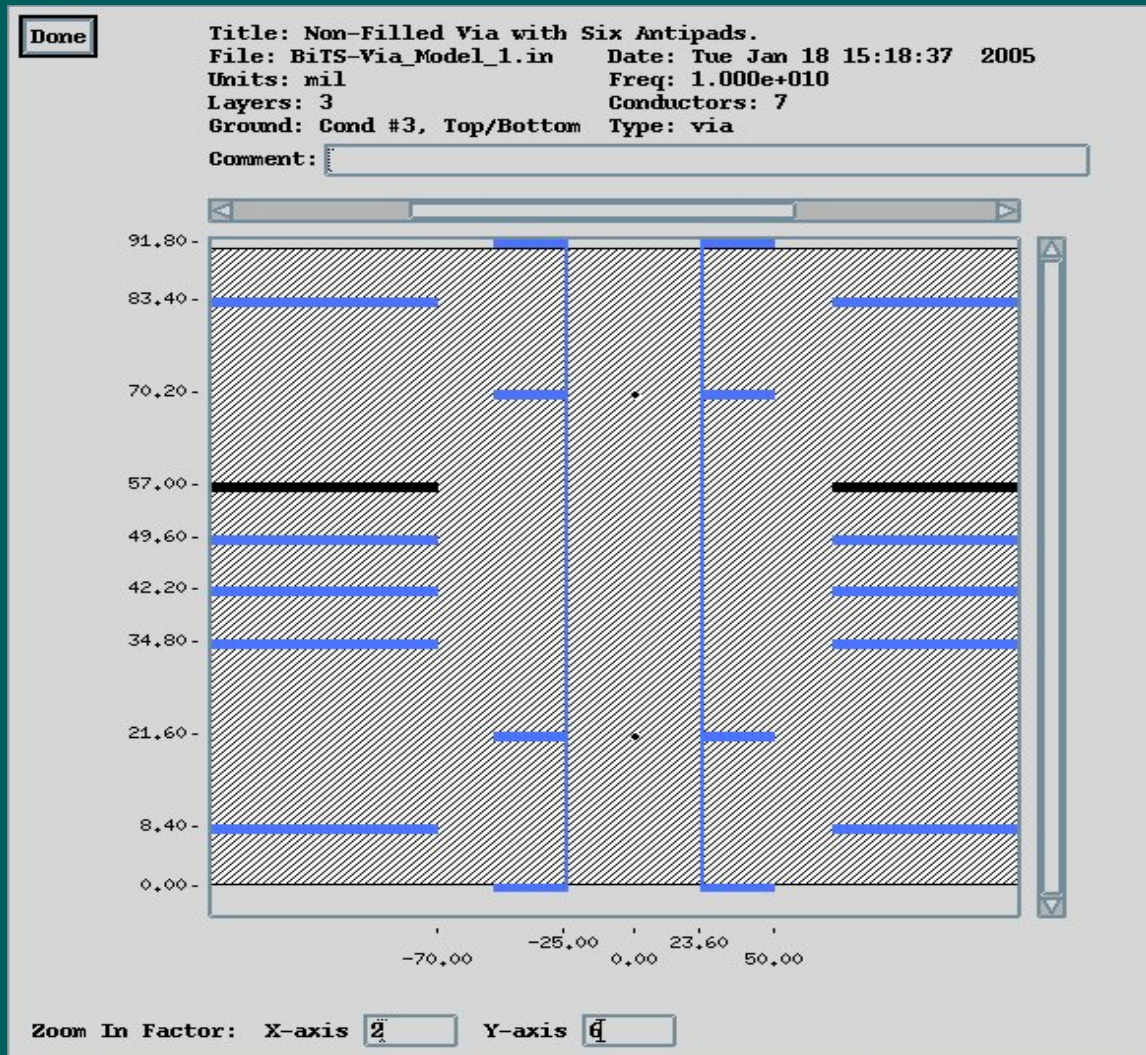 Done
Title: Non-Filled Via with Six Antipads.
File: BiTS-Via_Model_1.in Date: Tue Jan 18 15:18:37 2005
Units: mil Freq: 1.000e+010
Layers: 3 Conductors: 7
Ground: Cond #3, Top/Bottom Type: via
Comment:
91.80
83.40
70.20
57.00
49.60
42.20
34.80
21.60
8.40
0.00
-25.00 23.60
-70.00 0.00 50.00
Zoom In Factor: X-axis 2 Y-axis 6